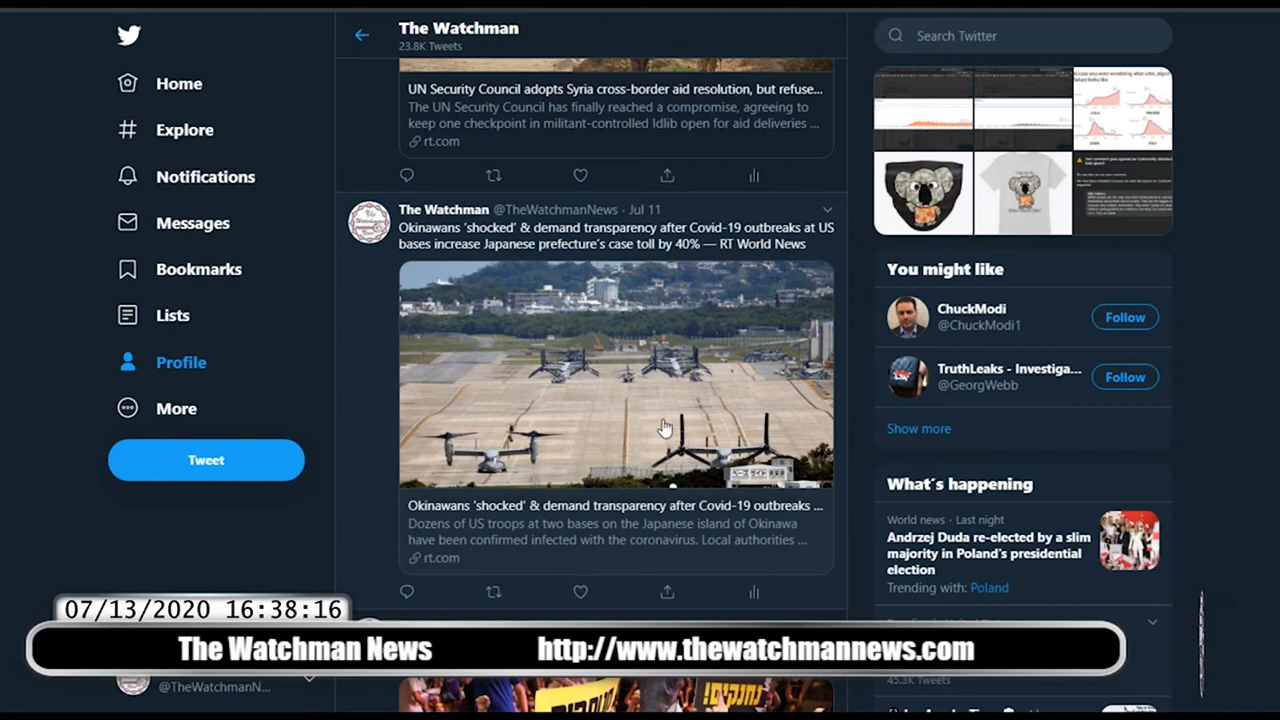 Home
Explore
Notifications
Messages
Bookmarks
Lists
Profile
More
Tweet
@TheWatchmanN...
The Watchman
23.8K Tweets
UN Security Council adopts Syria cross-border aid resolution, but refuse...
The UN Security Council has finally reached a compromise, agreeing to
keep one checkpoint in militant-controlled Idlib open for aid deliveries ...
rt.com
The Watchman @TheWatchmanNews · Jul 11
Okinawans 'shocked' & demand transparency after Covid-19 outbreaks at US
bases increase Japanese prefecture's case toll by 40% — RT World News
Okinawans 'shocked' & demand transparency after Covid-19 outbreaks ...
Dozens of US troops at two bases on the Japanese island of Okinawa
have been confirmed infected with the coronavirus. Local authorities ...
rt.com
Search Twitter
You might like
ChuckModi
@ChuckModi1
Follow
TruthLeaks - Investiga...
@GeorgWebb
Follow
Show more
What's happening
World news · Last night
Andrzej Duda re-elected by a slim
majority in Poland's presidential
election
Trending with: Poland
45.3K Tweets
07/13/2020 16:38:16
The Watchman News http://www.thewatchmannews.com